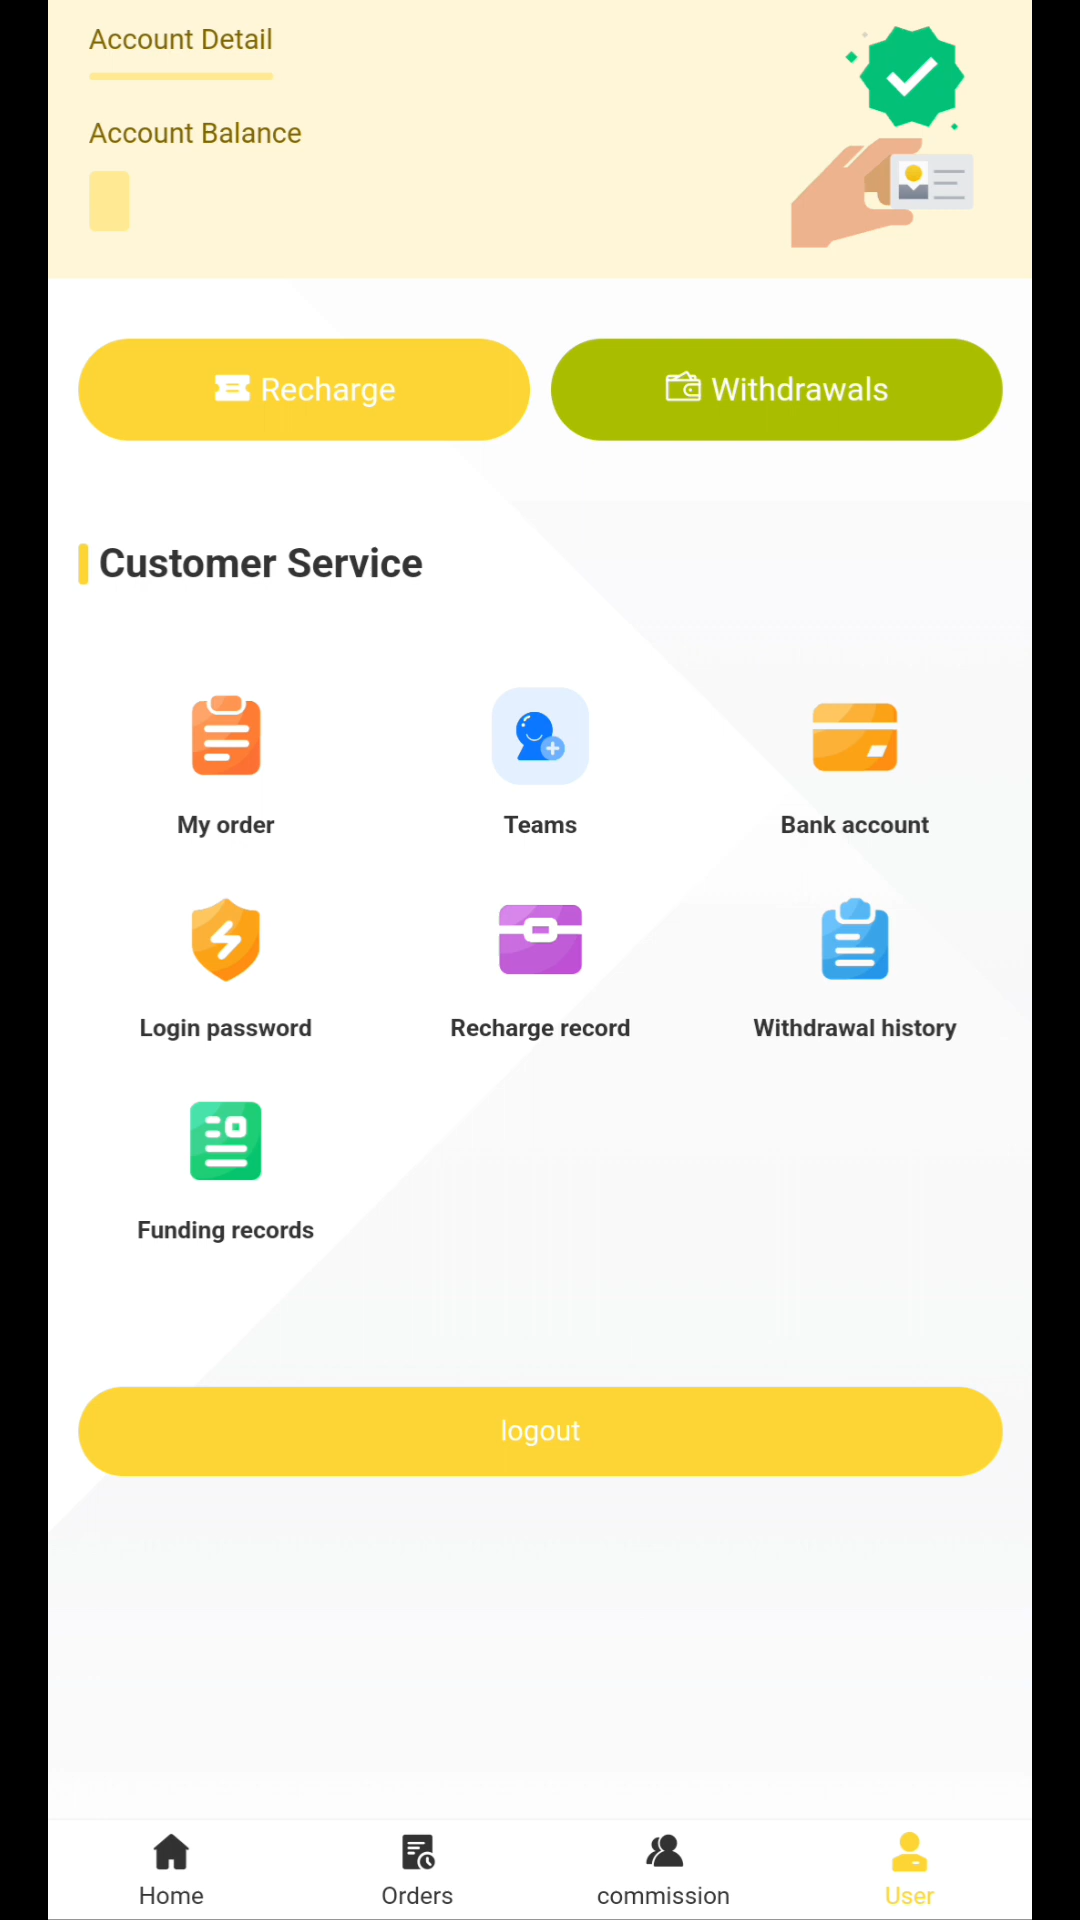 Account Detail
Account Balance
Recharge
Withdrawals
Customer Service
My order
Teams
Bank account
Login password
Recharge record
Withdrawal history
Funding records
logout
Home
Orders
commission
User